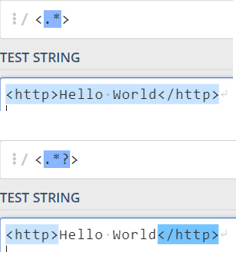 / <.*>
TEST STRING
<http>Hello·World</http>
/ <.*?>
TEST STRING
<http>Hello World</http>